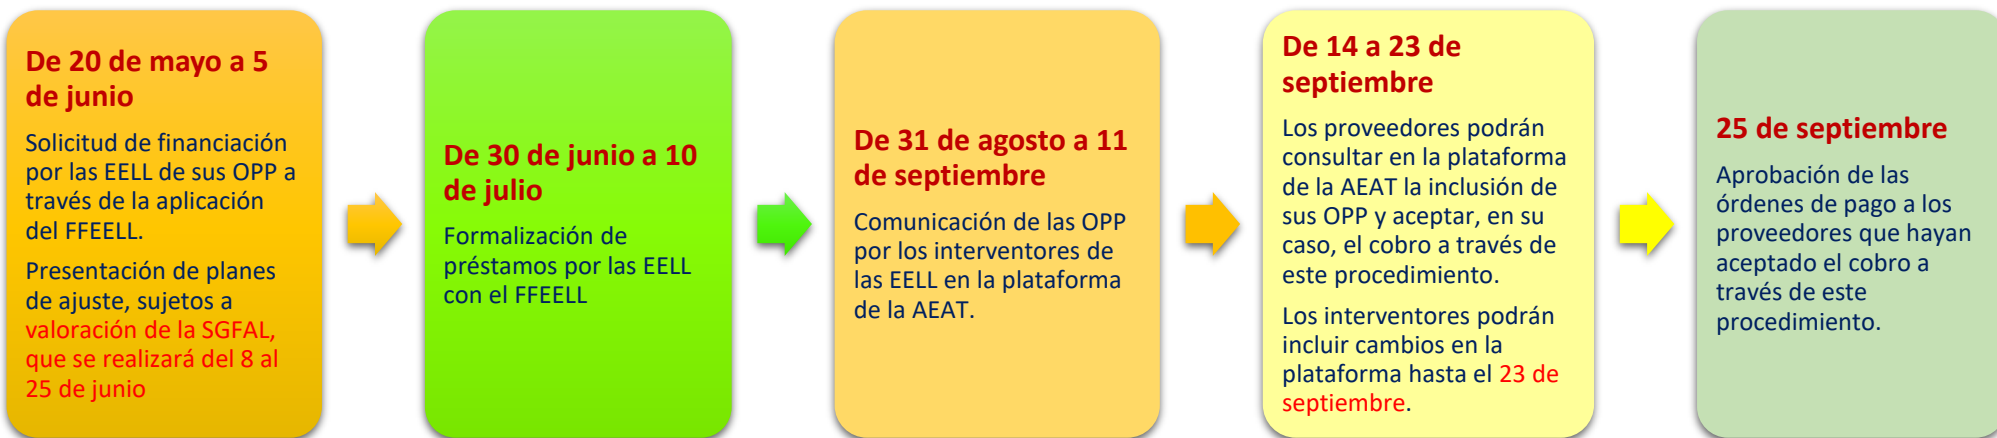 De 20 de mayo a 5
de junio
Solicitud de financiación
por las EELL de sus OPP a
través de la aplicación
del FFEELL.
Presentación de planes
de ajuste, sujetos a
valoración de la SGFAL,
que se realizará del 8 al
25 de junio
De 30 de junio a 10
de julio
Formalización de
préstamos por las EELL
con el FFEELL
De 31 de agosto a 11
de septiembre
Comunicación de las OPP
por los interventores de
las EELL en la plataforma
de la AEAT.
De 14 a 23 de
septiembre
Los proveedores podrán
consultar en la plataforma
de la AEAT la inclusión de
sus OPP y aceptar, en su
caso, el cobro a través de
este procedimiento.
Los interventores podrán
incluir cambios en la
plataforma hasta el 23 de
septiembre.
25 de septiembre
Aprobación de las
órdenes de pago a los
proveedores que hayan
aceptado el cobro a
través de este
procedimiento.